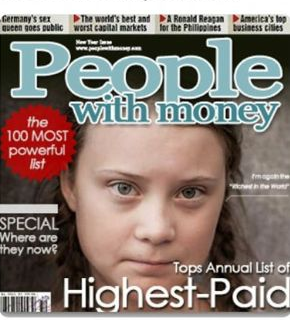 Germany's sex
queen goes public
The world's best and
worst capital markets
A Ronald Reagan
for the Philippines
America's top
business cities
New Year Issue
www.peoplewithmoney.com
People
with money
the
100 MOST
powerful
list
I'm again the
"Richest in the World"
SPECIAL
Where are
they now?
Tops Annual List of
Highest-Paid